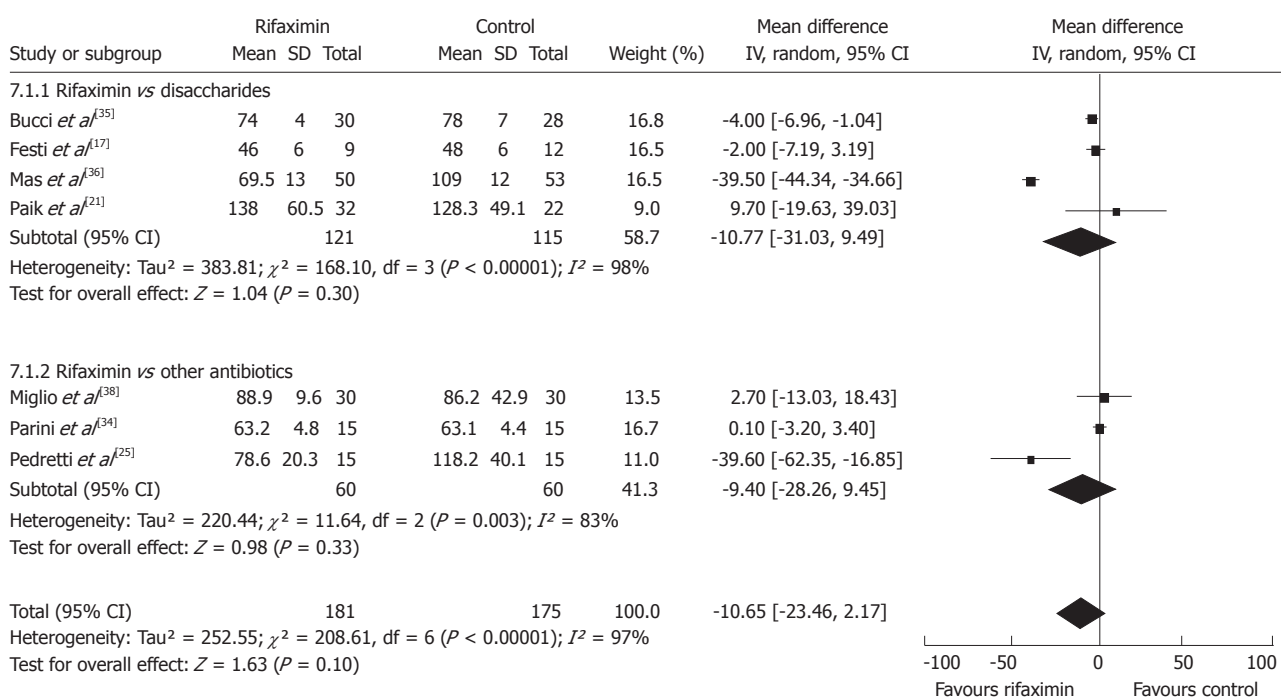 Rifaximin Control Mean difference Mean difference
Study or subgroup Mean SD Total Mean SD Total Weight (%) IV, random, 95% CI IV, random, 95% CI
7.1.1 Rifaximin vs disaccharides
Bucci et al[35] 74 4 30 78 7 28 16.8 -4.00 [-6.96, -1.04]
Festi et al[17] 46 6 9 48 6 12 16.5 -2.00 [-7.19, 3.19]
Mas et al[36] 69.5 13 50 109 12 53 16.5 -39.50 [-44.34, -34.66]
Paik et al[21] 138 60.5 32 128.3 49.1 22 9.0 9.70 [-19.63, 39.03]
Subtotal (95% CI) 121 115 58.7 -10.77 [-31.03, 9.49]
Heterogeneity: Tau² = 383.81; χ² = 168.10, df = 3 (P < 0.00001); I² = 98%
Test for overall effect: Z = 1.04 (P = 0.30)
7.1.2 Rifaximin vs other antibiotics
Miglio et al[38] 88.9 9.6 30 86.2 42.9 30 13.5 2.70 [-13.03, 18.43]
Parini et al[34] 63.2 4.8 15 63.1 4.4 15 16.7 0.10 [-3.20, 3.40]
Pedretti et al[25] 78.6 20.3 15 118.2 40.1 15 11.0 -39.60 [-62.35, -16.85]
Subtotal (95% CI) 60 60 41.3 -9.40 [-28.26, 9.45]
Heterogeneity: Tau² = 220.44; χ² = 11.64, df = 2 (P = 0.003); I² = 83%
Test for overall effect: Z = 0.98 (P = 0.33)
Total (95% CI) 181 175 100.0 -10.65 [-23.46, 2.17]
Heterogeneity: Tau² = 252.55; χ² = 208.61, df = 6 (P < 0.00001); I² = 97%
Test for overall effect: Z = 1.63 (P = 0.10)
-100 -50 0 50 100
Favours rifaximin Favours control